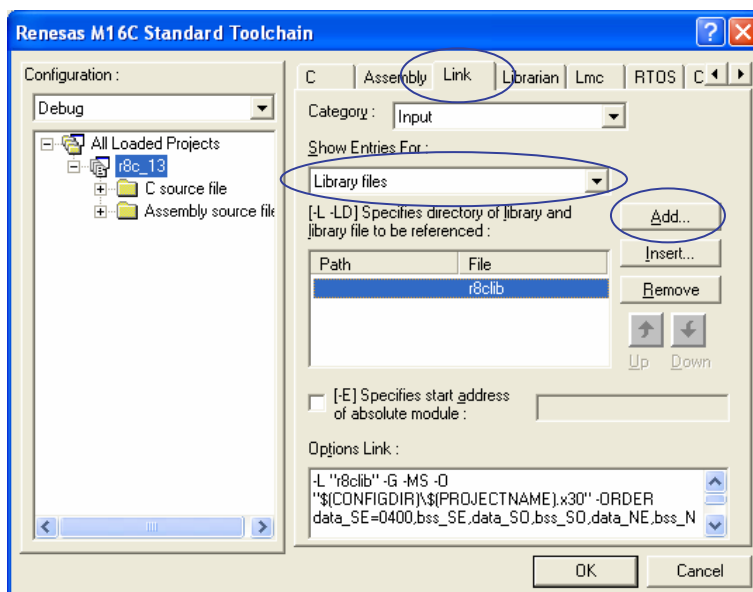 Renesas M16C Standard Toolchain
Configuration :
Debug
All Loaded Projects
r8c_13
C source file
Assembly source file
C Assembly Link Librarian Lmc RTOS C
Category : Input
Show Entries For :
Library files
[-L -LD] Specifies directory of library and
library file to be referenced :
Path File
r8clib
Add...
Insert...
Remove
Up Down
[-E] Specifies start address
of absolute module :
Options Link :
-L "r8clib" -G -MS -O
"$(CONFIGDIR)\$(PROJECTNAME).x30" -ORDER
data_SE=0400,bss_SE,data_SO,bss_SO,data_NE,bss_N
OK Cancel